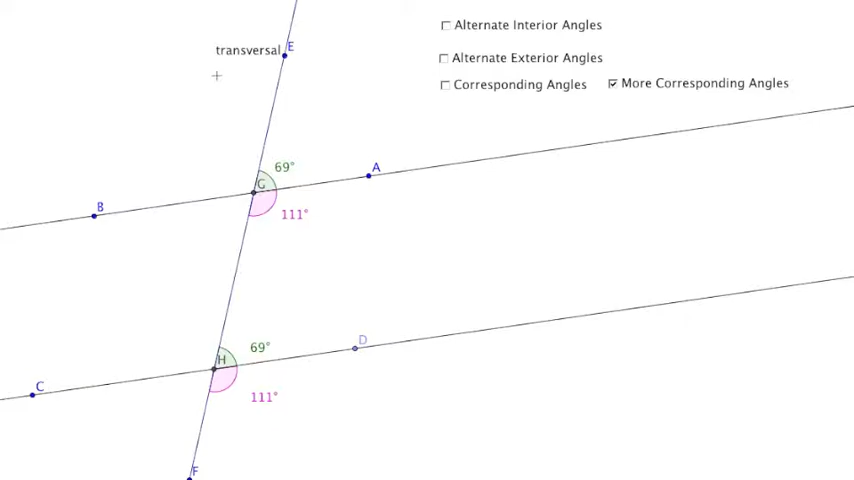 Alternate Interior Angles
transversal
E
Alternate Exterior Angles
Corresponding Angles
More Corresponding Angles
69°
A
G
B
111°
69°
D
H
C
111°
F